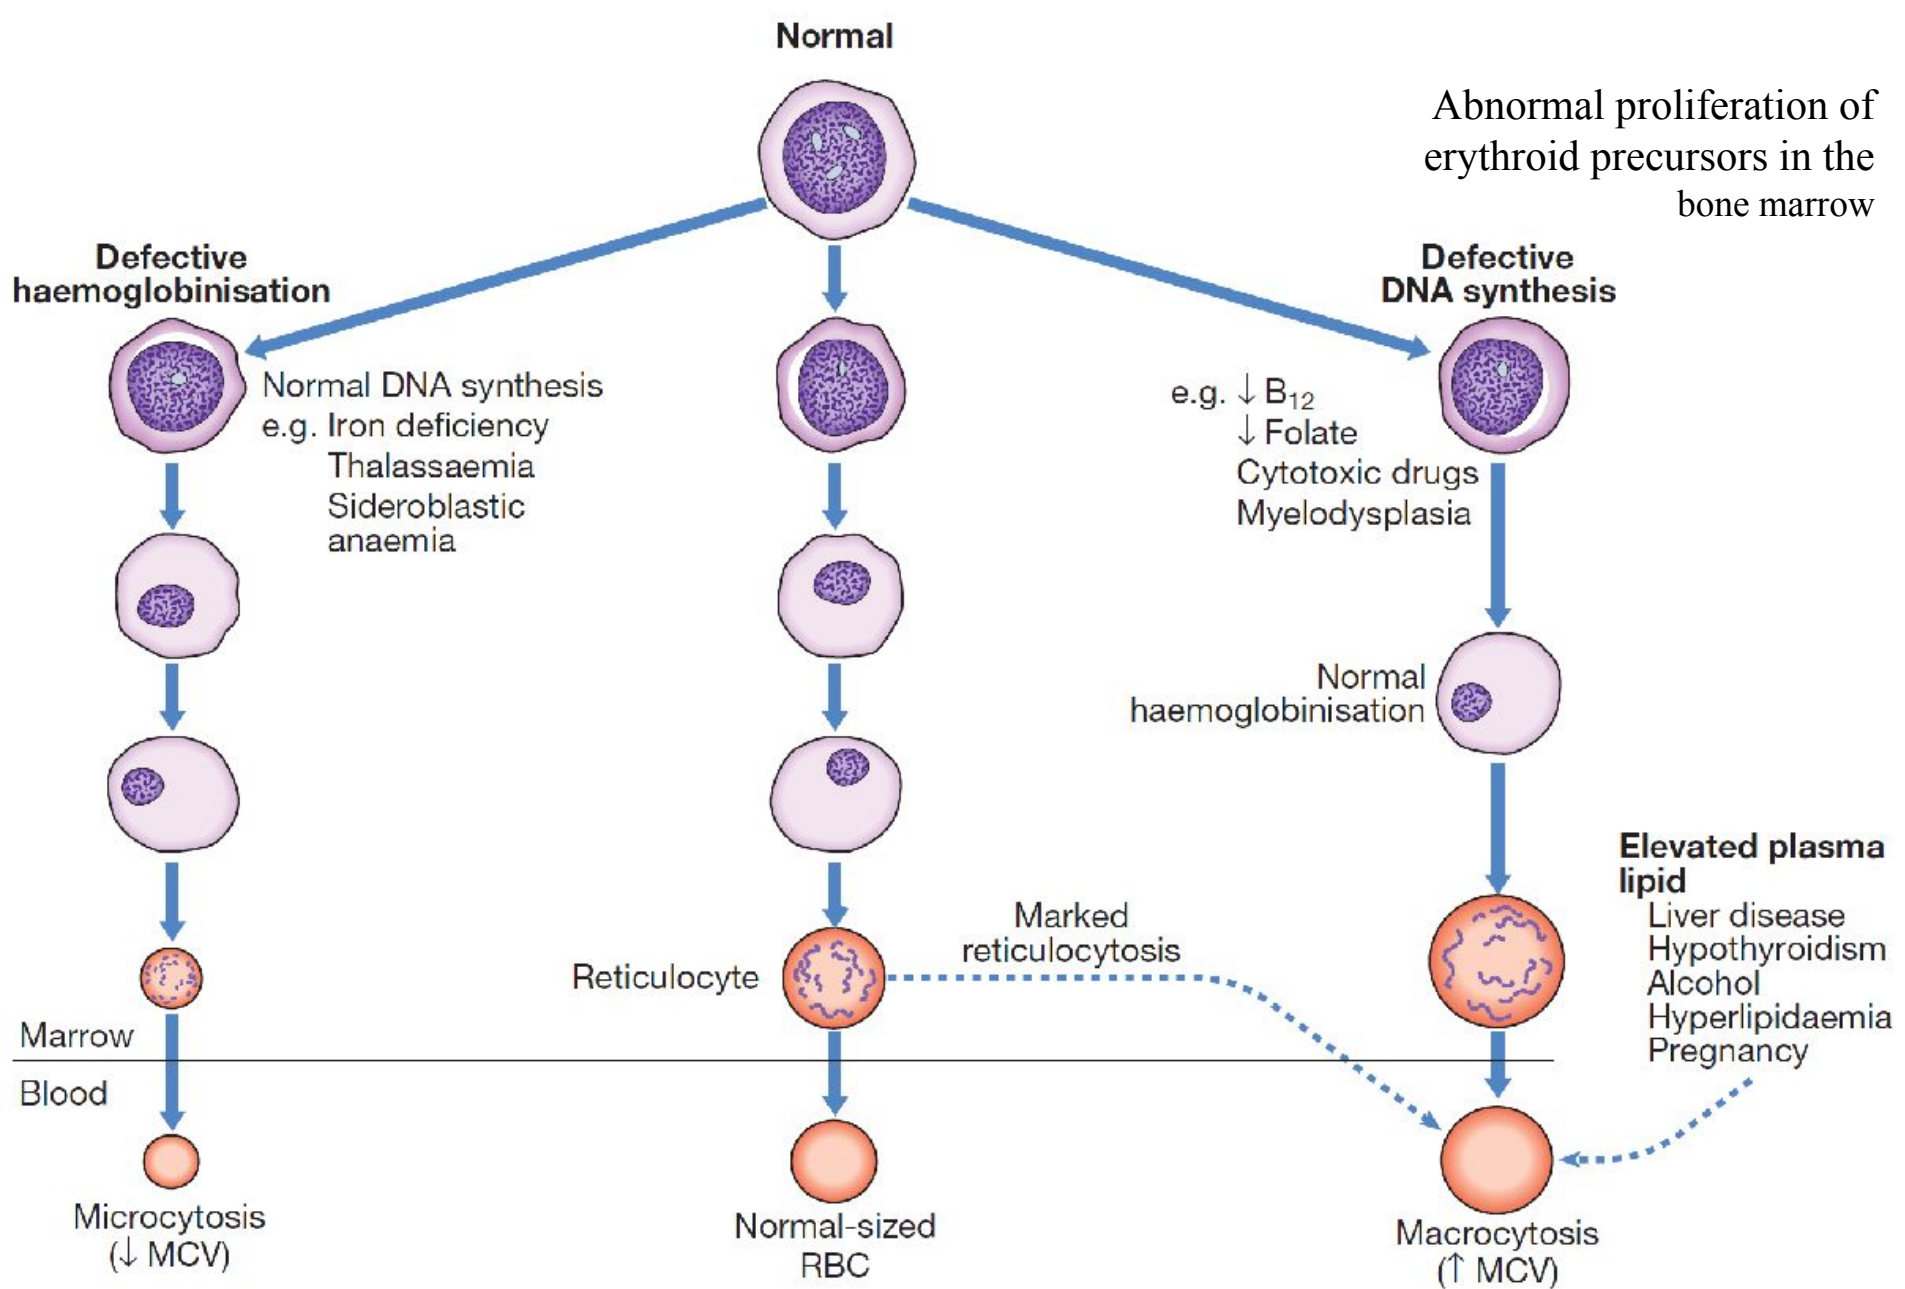 Normal
Abnormal proliferation of
erythroid precursors in the
bone marrow
Defective
haemoglobinisation
Defective
DNA synthesis
Normal DNA synthesis
e.g. Iron deficiency
Thalassaemia
Sideroblastic
anaemia
e.g. ↓ B₁₂
↓ Folate
Cytotoxic drugs
Myelodysplasia
Normal
haemoglobinisation
Elevated plasma
lipid
Liver disease
Hypothyroidism
Alcohol
Hyperlipidaemia
Pregnancy
Marked
reticulocytosis
Reticulocyte
Marrow
Blood
Microcytosis
(↓ MCV)
Normal-sized
RBC
Macrocytosis
(↑ MCV)